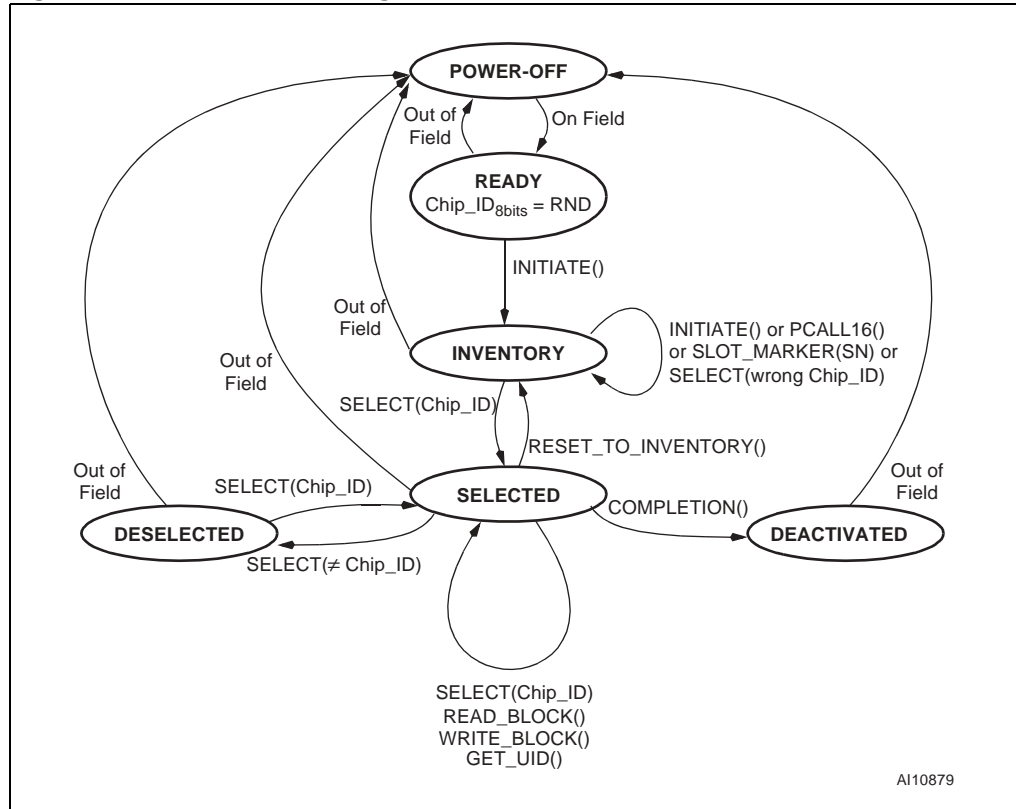 POWER-OFF
Out of
Field
On Field
READY
Chip_ID8bits = RND
INITIATE()
Out of
Field
INVENTORY
INITIATE() or PCALL16()
or SLOT_MARKER(SN) or
SELECT(wrong Chip_ID)
Out of
Field
SELECT(Chip_ID)
RESET_TO_INVENTORY()
Out of
Field
SELECT(Chip_ID)
SELECTED
COMPLETION()
Out of
Field
DESELECTED
DEACTIVATED
SELECT(≠ Chip_ID)
SELECT(Chip_ID)
READ_BLOCK()
WRITE_BLOCK()
GET_UID()
AI10879